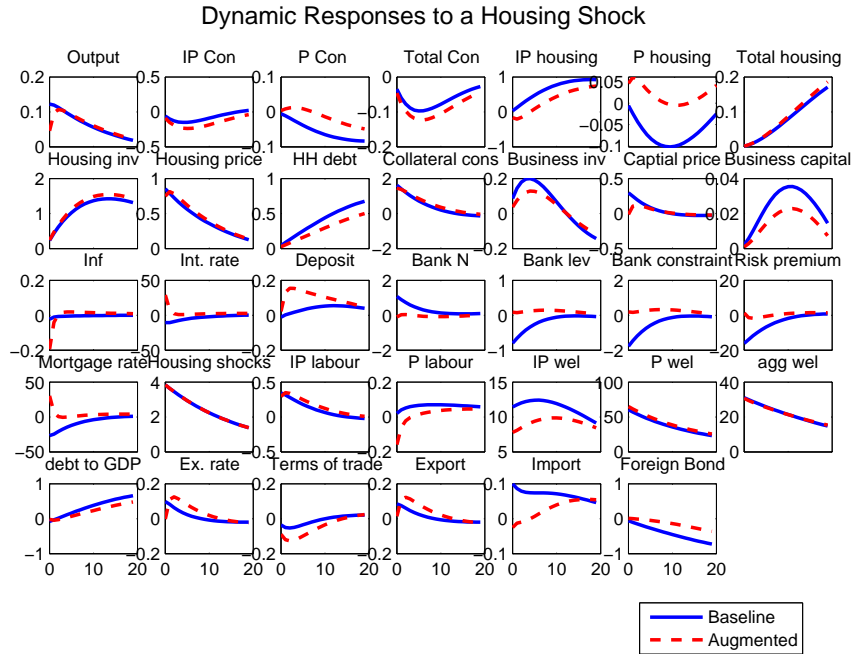 Dynamic Responses to a Housing Shock
Output IP Con P Con Total Con IP housing P housing Total housing
0.2 0.5 0.1 0 1 0.05 0.2
0.1 0 0 −0.1 0 0 0.1
−0.05
0 −0.5 −0.1 −0.2 −1 0.1 0
Housing inv Housing price HH debt Collateral cons Business inv Captial price Business capital
2 1 1 2 0.2 0.5 0.04
1 0.5 0.5 0 0 0 0.02
0 0 0 −2 −0.2 −0.5 0
Inf Int. rate Deposit Bank N Bank lev Bank constraint Risk premium
0.2 50 0.2 2 1 2 20
0 0 0 0 0 0 0
−0.2 −50 −0.2 −2 −1 −2 −20
Mortgage rate Housing shocks IP labour P labour IP wel P wel agg wel
50 4 0.5 0.2 15 100 40
0 2 0 0 10 50 20
−50 0 −0.5 −0.2 5 0 0
debt to GDP Ex. rate Terms of trade Export Import Foreign Bond
1 0.2 0.2 0.2 0.1 1
0 0 0 0 0 0
−1 −0.2 −0.2 −0.2 −0.1 −1
0 10 20 0 10 20 0 10 20 0 10 20 0 10 20 0 10 20
Baseline
Augmented